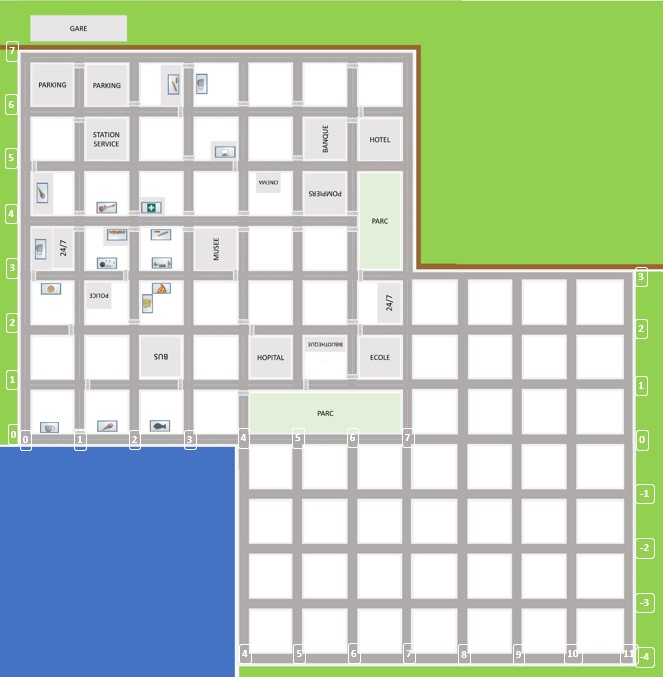 GARE
7
PARKING
PARKING
6
STATION
SERVICE
BANQUE
HOTEL
5
CINEMA
POMPIERS
4
PARC
24/7
MUSEE
3
3
POLICE
24/7
2
2
BUS
HOPITAL
BIBLIOTHEQUE
ECOLE
1
1
PARC
0
0
1
2
3
4
5
6
7
0
-1
-2
-3
4
5
6
7
8
9
10
11
-4